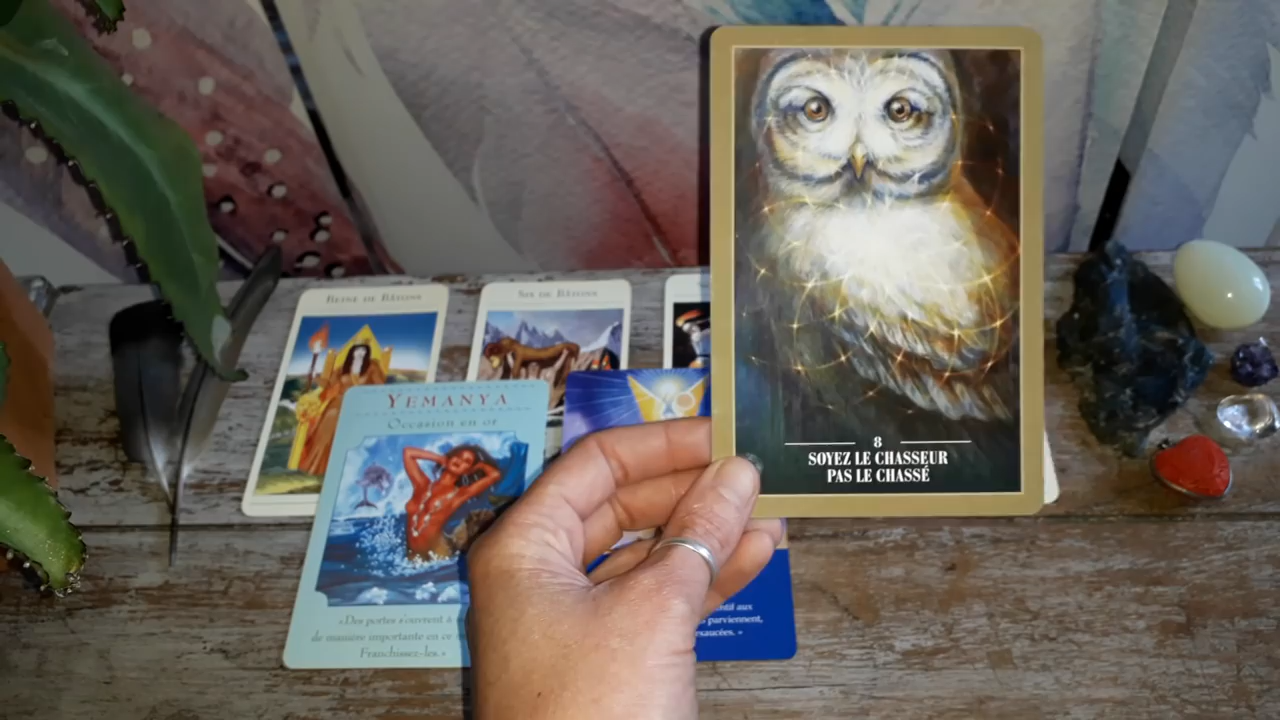 REINE DE BÂTONS
SIX DE BÂTONS
YEMANYA
Occasion en or
«Des portes s'ouvrent à
de manière importante en ce
Franchissez-les.»
aux
parviennent,
8
SOYEZ LE CHASSEUR
PAS LE CHASSÉ